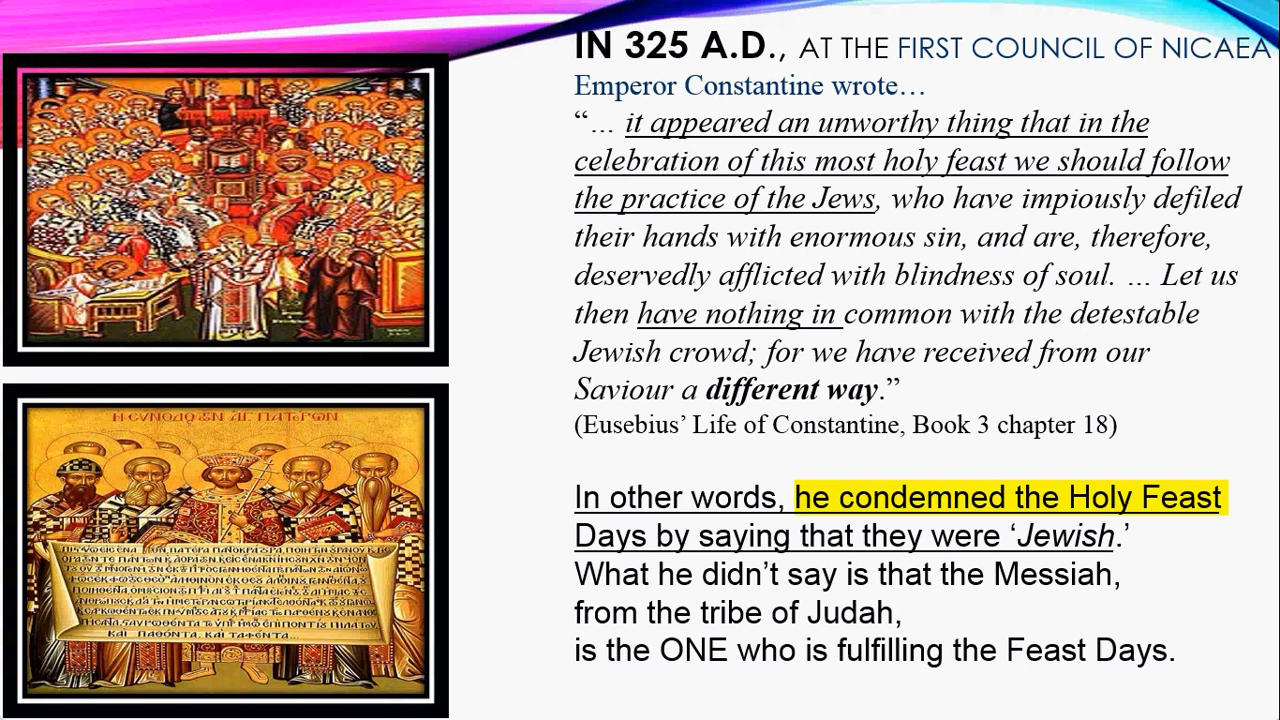 IN 325 A.D., AT THE FIRST COUNCIL OF NICAEA
Emperor Constantine wrote…
“… it appeared an unworthy thing that in the
celebration of this most holy feast we should follow
the practice of the Jews, who have impiously defiled
their hands with enormous sin, and are, therefore,
deservedly afflicted with blindness of soul. … Let us
then have nothing in common with the detestable
Jewish crowd; for we have received from our
Saviour a different way.”
(Eusebius’ Life of Constantine, Book 3 chapter 18)
In other words, he condemned the Holy Feast
Days by saying that they were ‘Jewish.’
What he didn’t say is that the Messiah,
from the tribe of Judah,
is the ONE who is fulfilling the Feast Days.